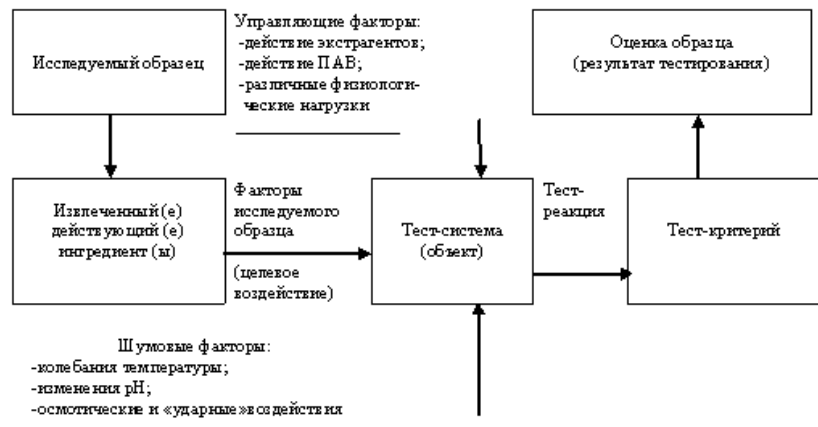 Исследуемый образец
Управляющие факторы:
-действие экстрагентов;
-действие ПАВ;
-различные физиологи-
ческие нагрузки
Оценка образца
(результат тестирования)
Извлеченный (е)
действующий (е)
ингредиент (ы)
Факторы
исследуемого
образца
(целевое
воздействие)
Тест-система
(объект)
Тест-
реакция
Тест-критерий
Шумовые факторы:
-колебания температуры;
-изменения pH;
-осмотические и «ударные»воздействия